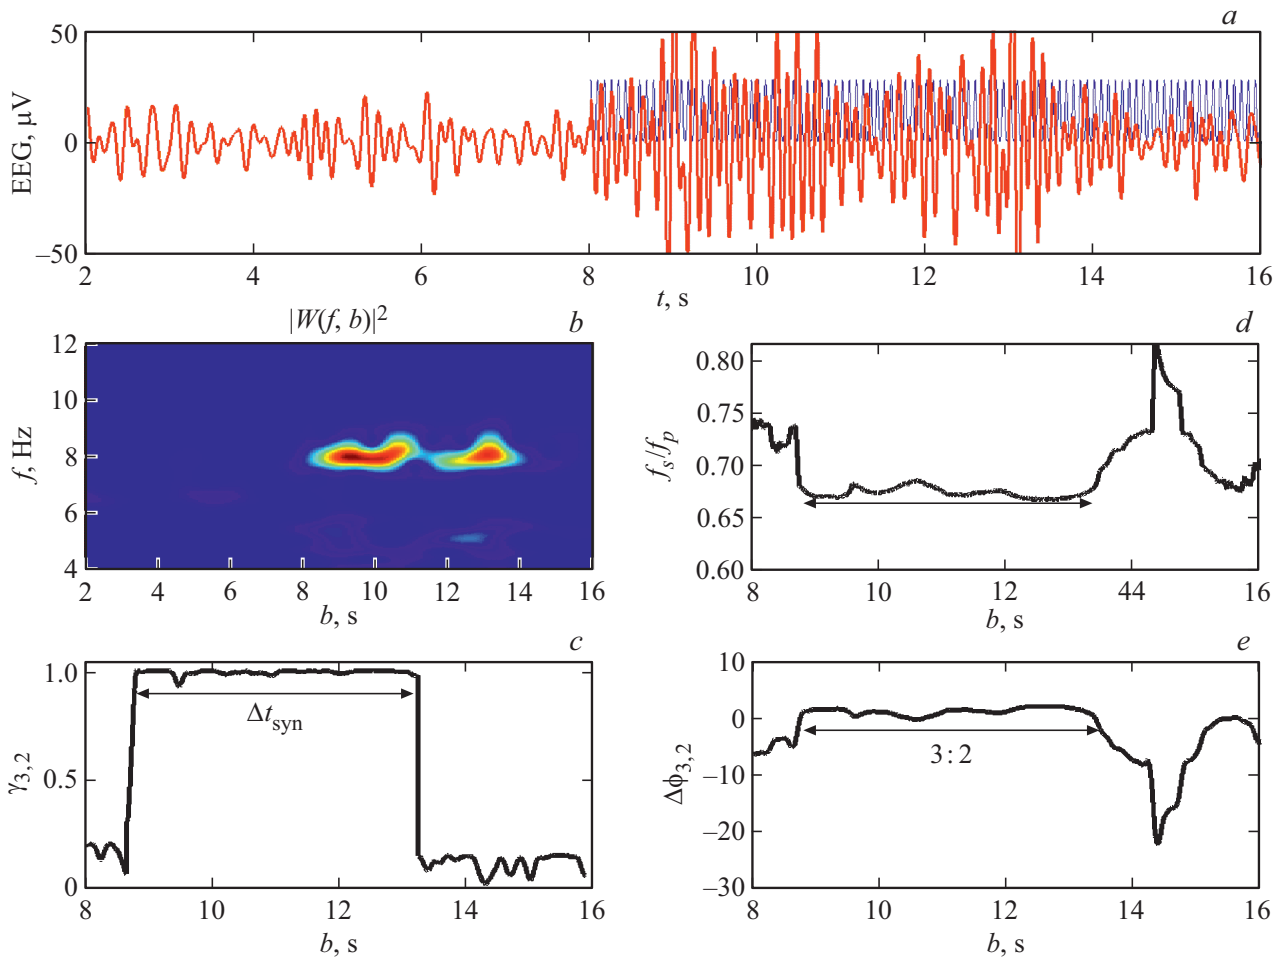 a
50
0
−50
EEG, μV
2 4 6 8 10 12 14 16
t, s
|W(f, b)|² b
12
10
8
6
4
f, Hz
2 4 6 8 10 12 14 16
b, s
d
0.80
0.75
0.70
0.65
0.60
f_s/f_p
8 10 12 44 16
b, s
c
1.0
0.5
0
γ_3,2
Δt_syn
8 10 12 14 16
b, s
e
10
0
−10
−20
−30
Δϕ_3,2
3 : 2
8 10 12 14 16
b, s